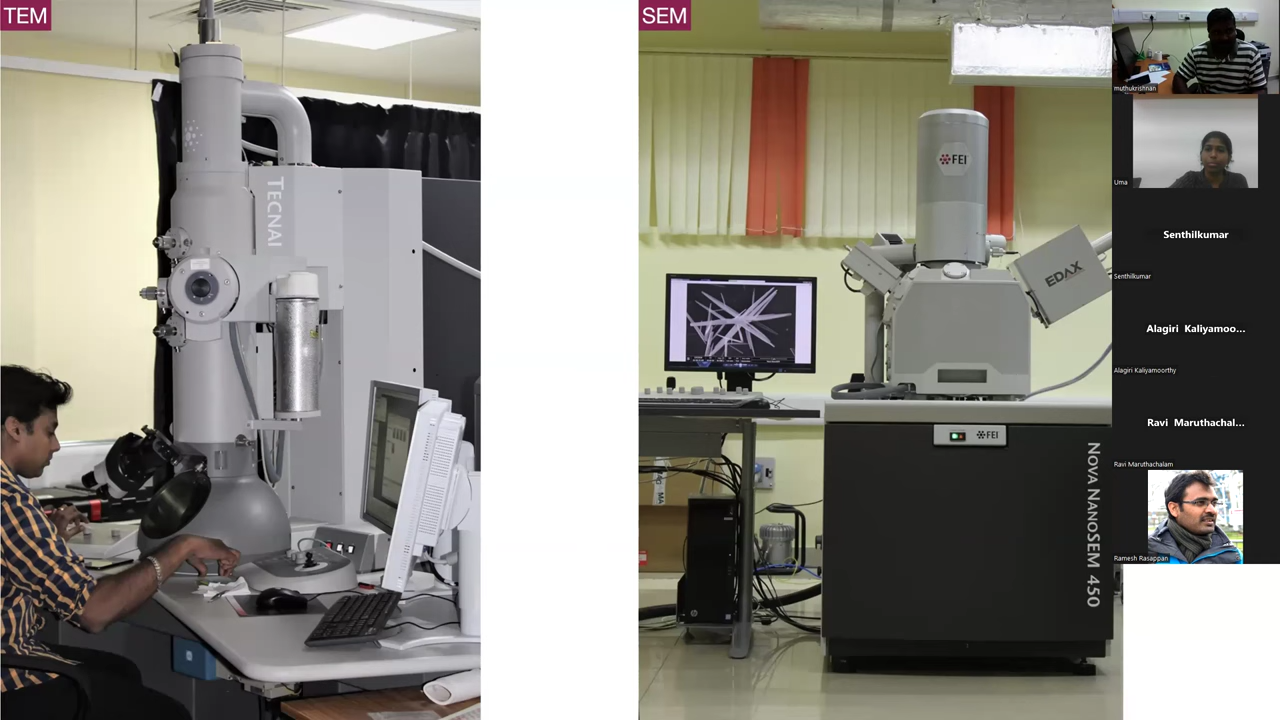 TEM
TECNAI
SEM
FEI
EDAX
FEI
NOVA NANOSEM 450
hp
muthukrishnan
Uma
Senthilkumar
Senthilkumar
Alagiri Kaliyamoo...
Alagiri Kaliyamoorthy
Ravi Maruthachal...
Ravi Maruthachalam
Ramesh Rasappan